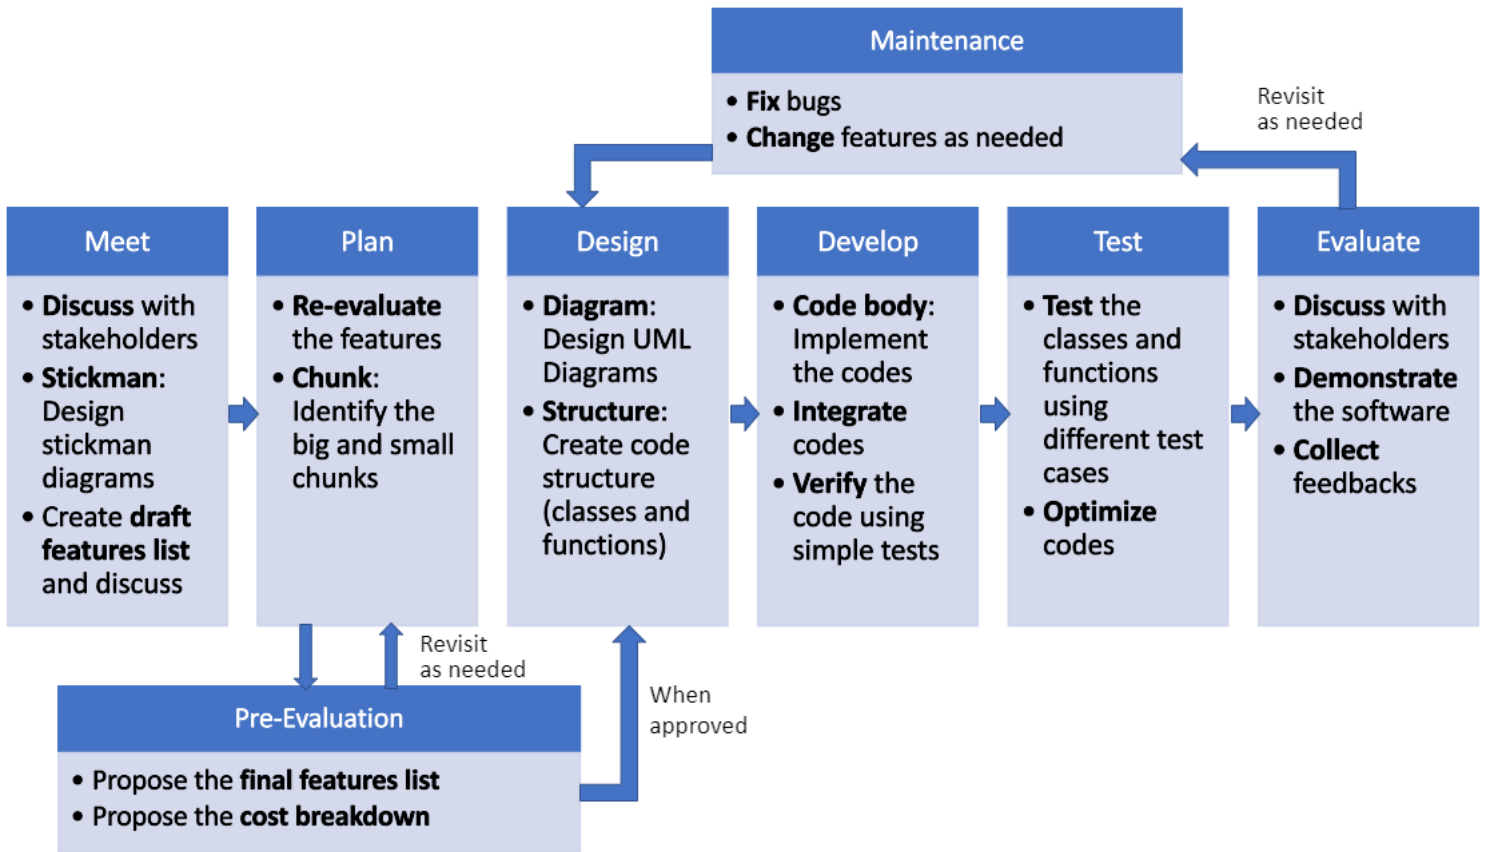 Maintenance
• Fix bugs
• Change features as needed
Revisit
as needed
Meet
• Discuss with
stakeholders
• Stickman:
Design
stickman
diagrams
• Create draft
features list
and discuss
Plan
• Re-evaluate
the features
• Chunk:
Identify the
big and small
chunks
Design
• Diagram:
Design UML
Diagrams
• Structure:
Create code
structure
(classes and
functions)
Develop
• Code body:
Implement
the codes
• Integrate
codes
• Verify the
code using
simple tests
Test
• Test the
classes and
functions
using
different test
cases
• Optimize
codes
Evaluate
• Discuss with
stakeholders
• Demonstrate
the software
• Collect
feedbacks
Revisit
as needed
When
approved
Pre-Evaluation
• Propose the final features list
• Propose the cost breakdown